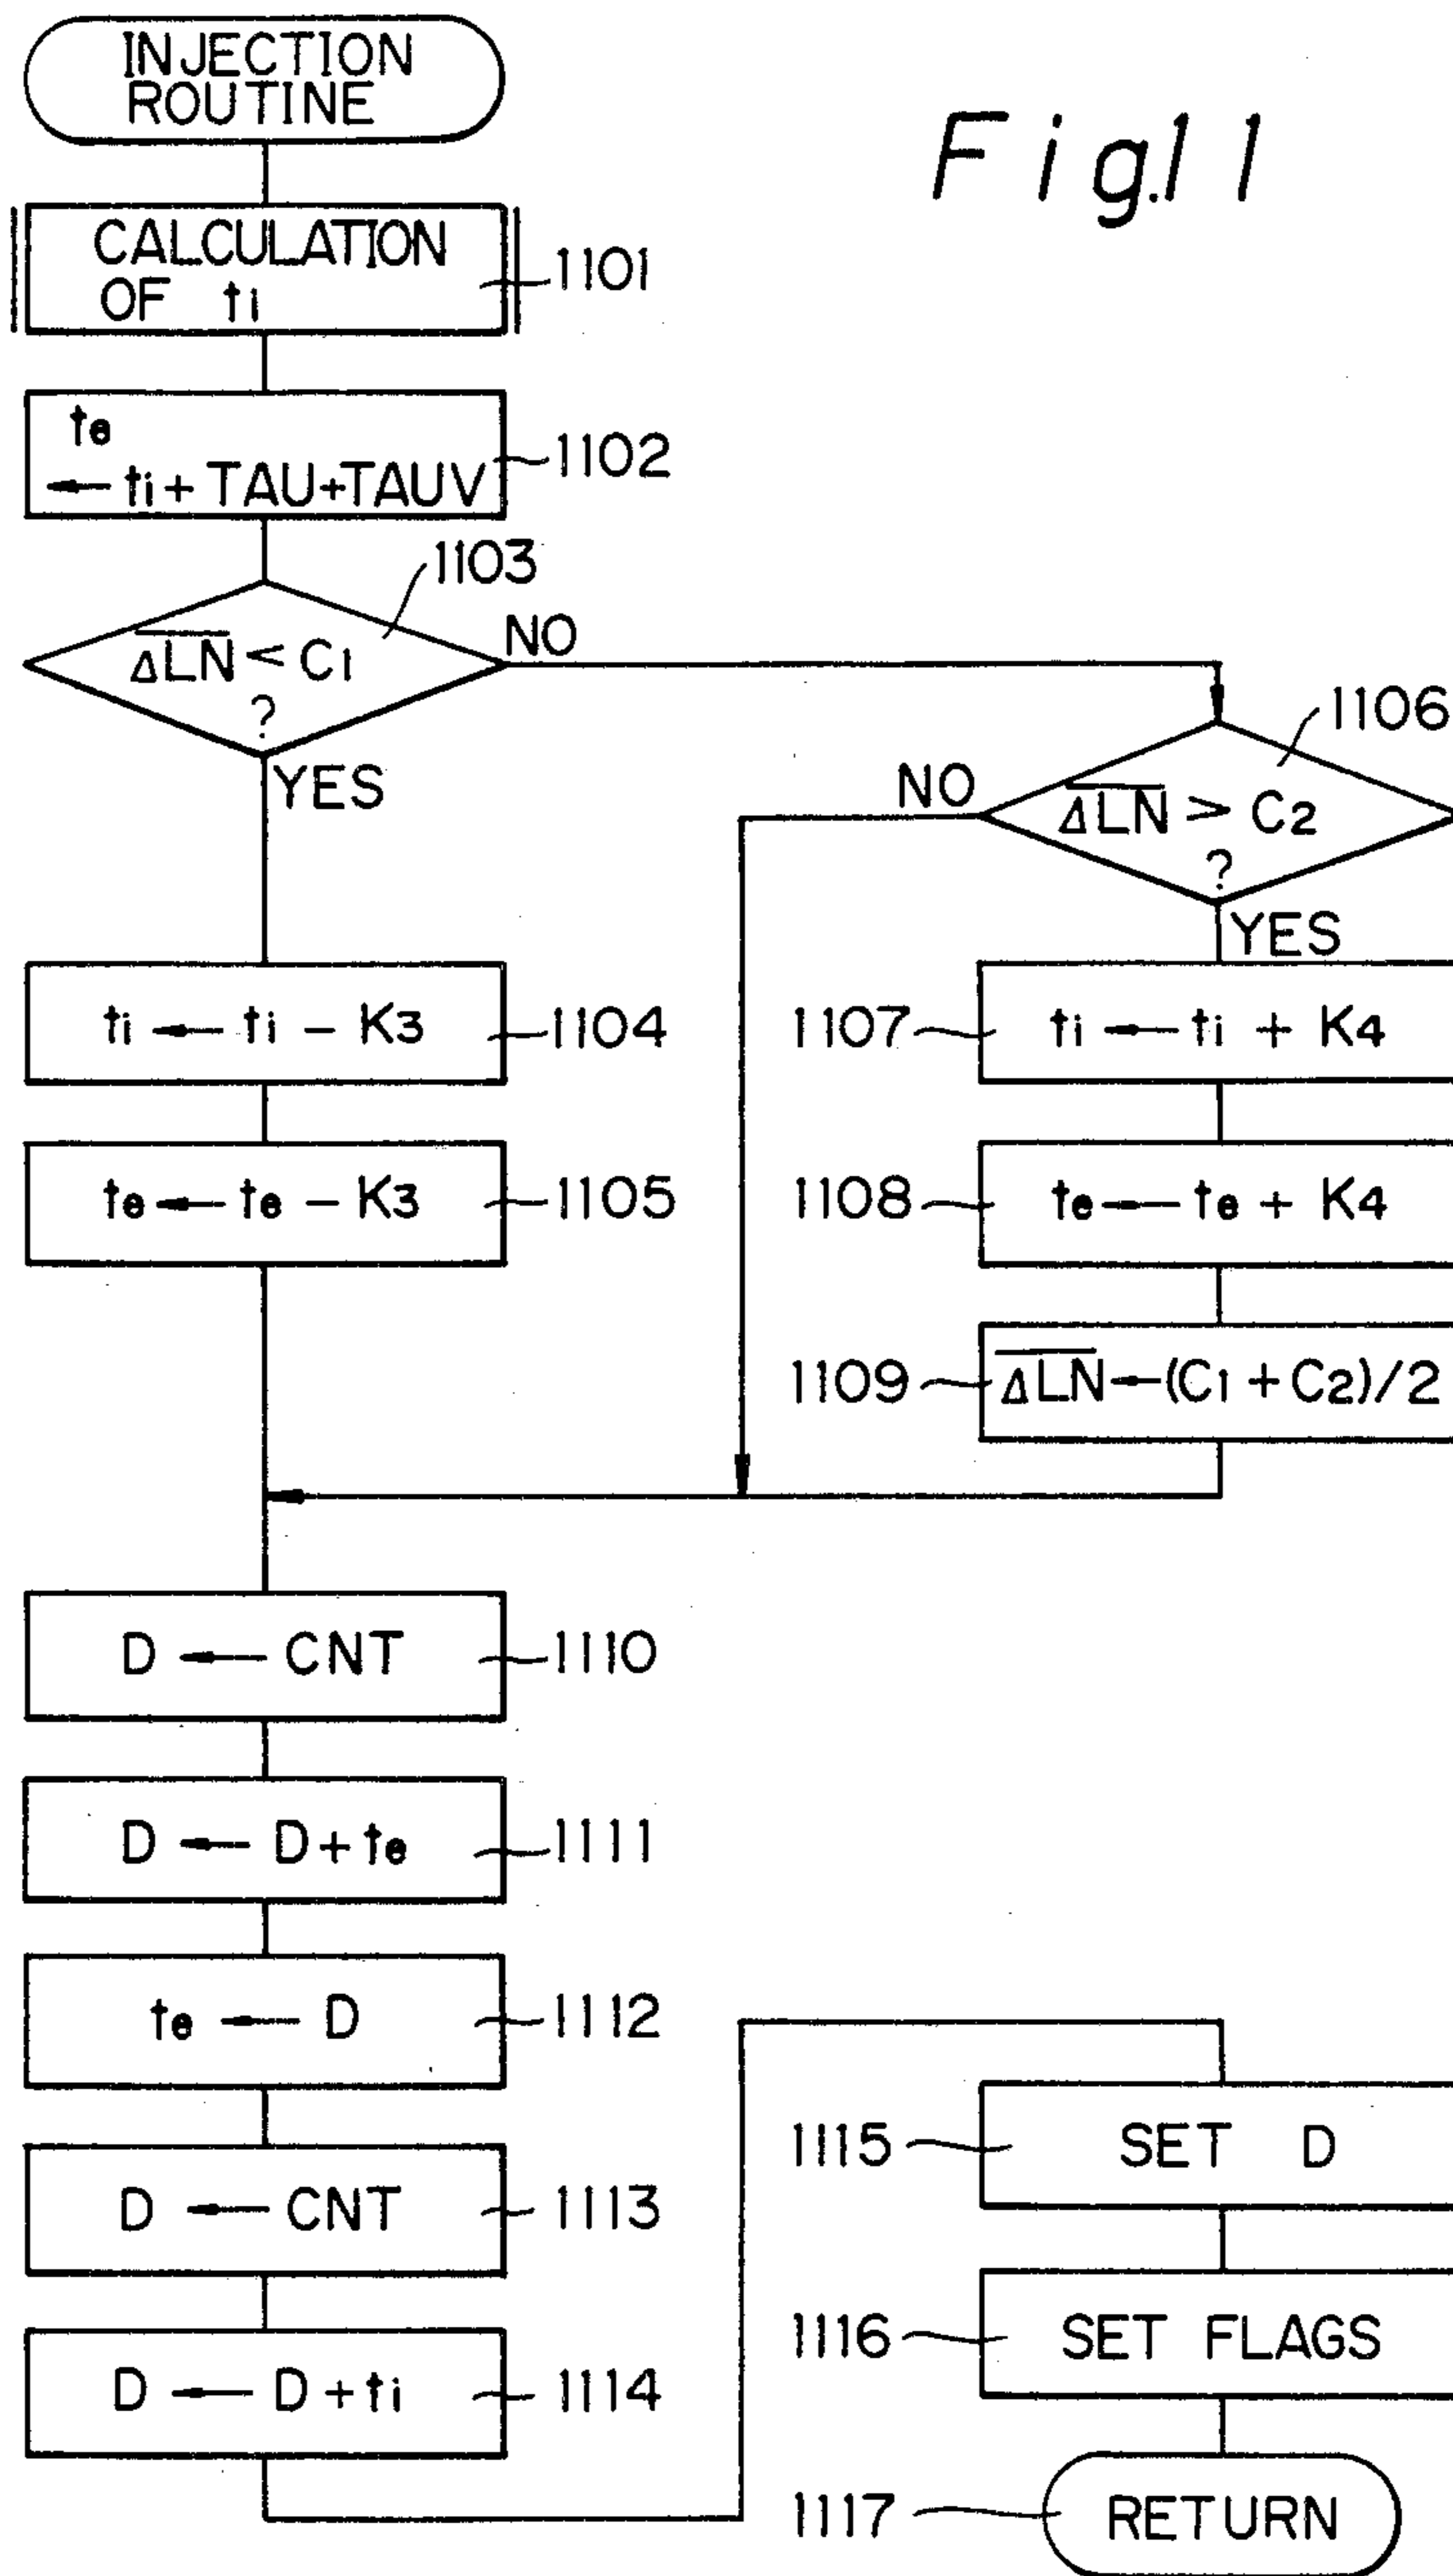 INJECTION
ROUTINE
Fig.11
CALCULATION
OF ti
1101
te
← ti + TAU + TAUV
1102
1103
ΔLN̅ < C1
?
NO
YES
1106
NO
ΔLN̅ > C2
?
YES
ti ← ti − K3
1104
1107
ti ← ti + K4
te ← te − K3
1105
1108
te ← te + K4
1109
ΔLN̅ ← (C1 + C2)/2
D ← CNT
1110
D ← D + te
1111
te ← D
1112
D ← CNT
1113
D ← D + ti
1114
1115
SET D
1116
SET FLAGS
1117
RETURN